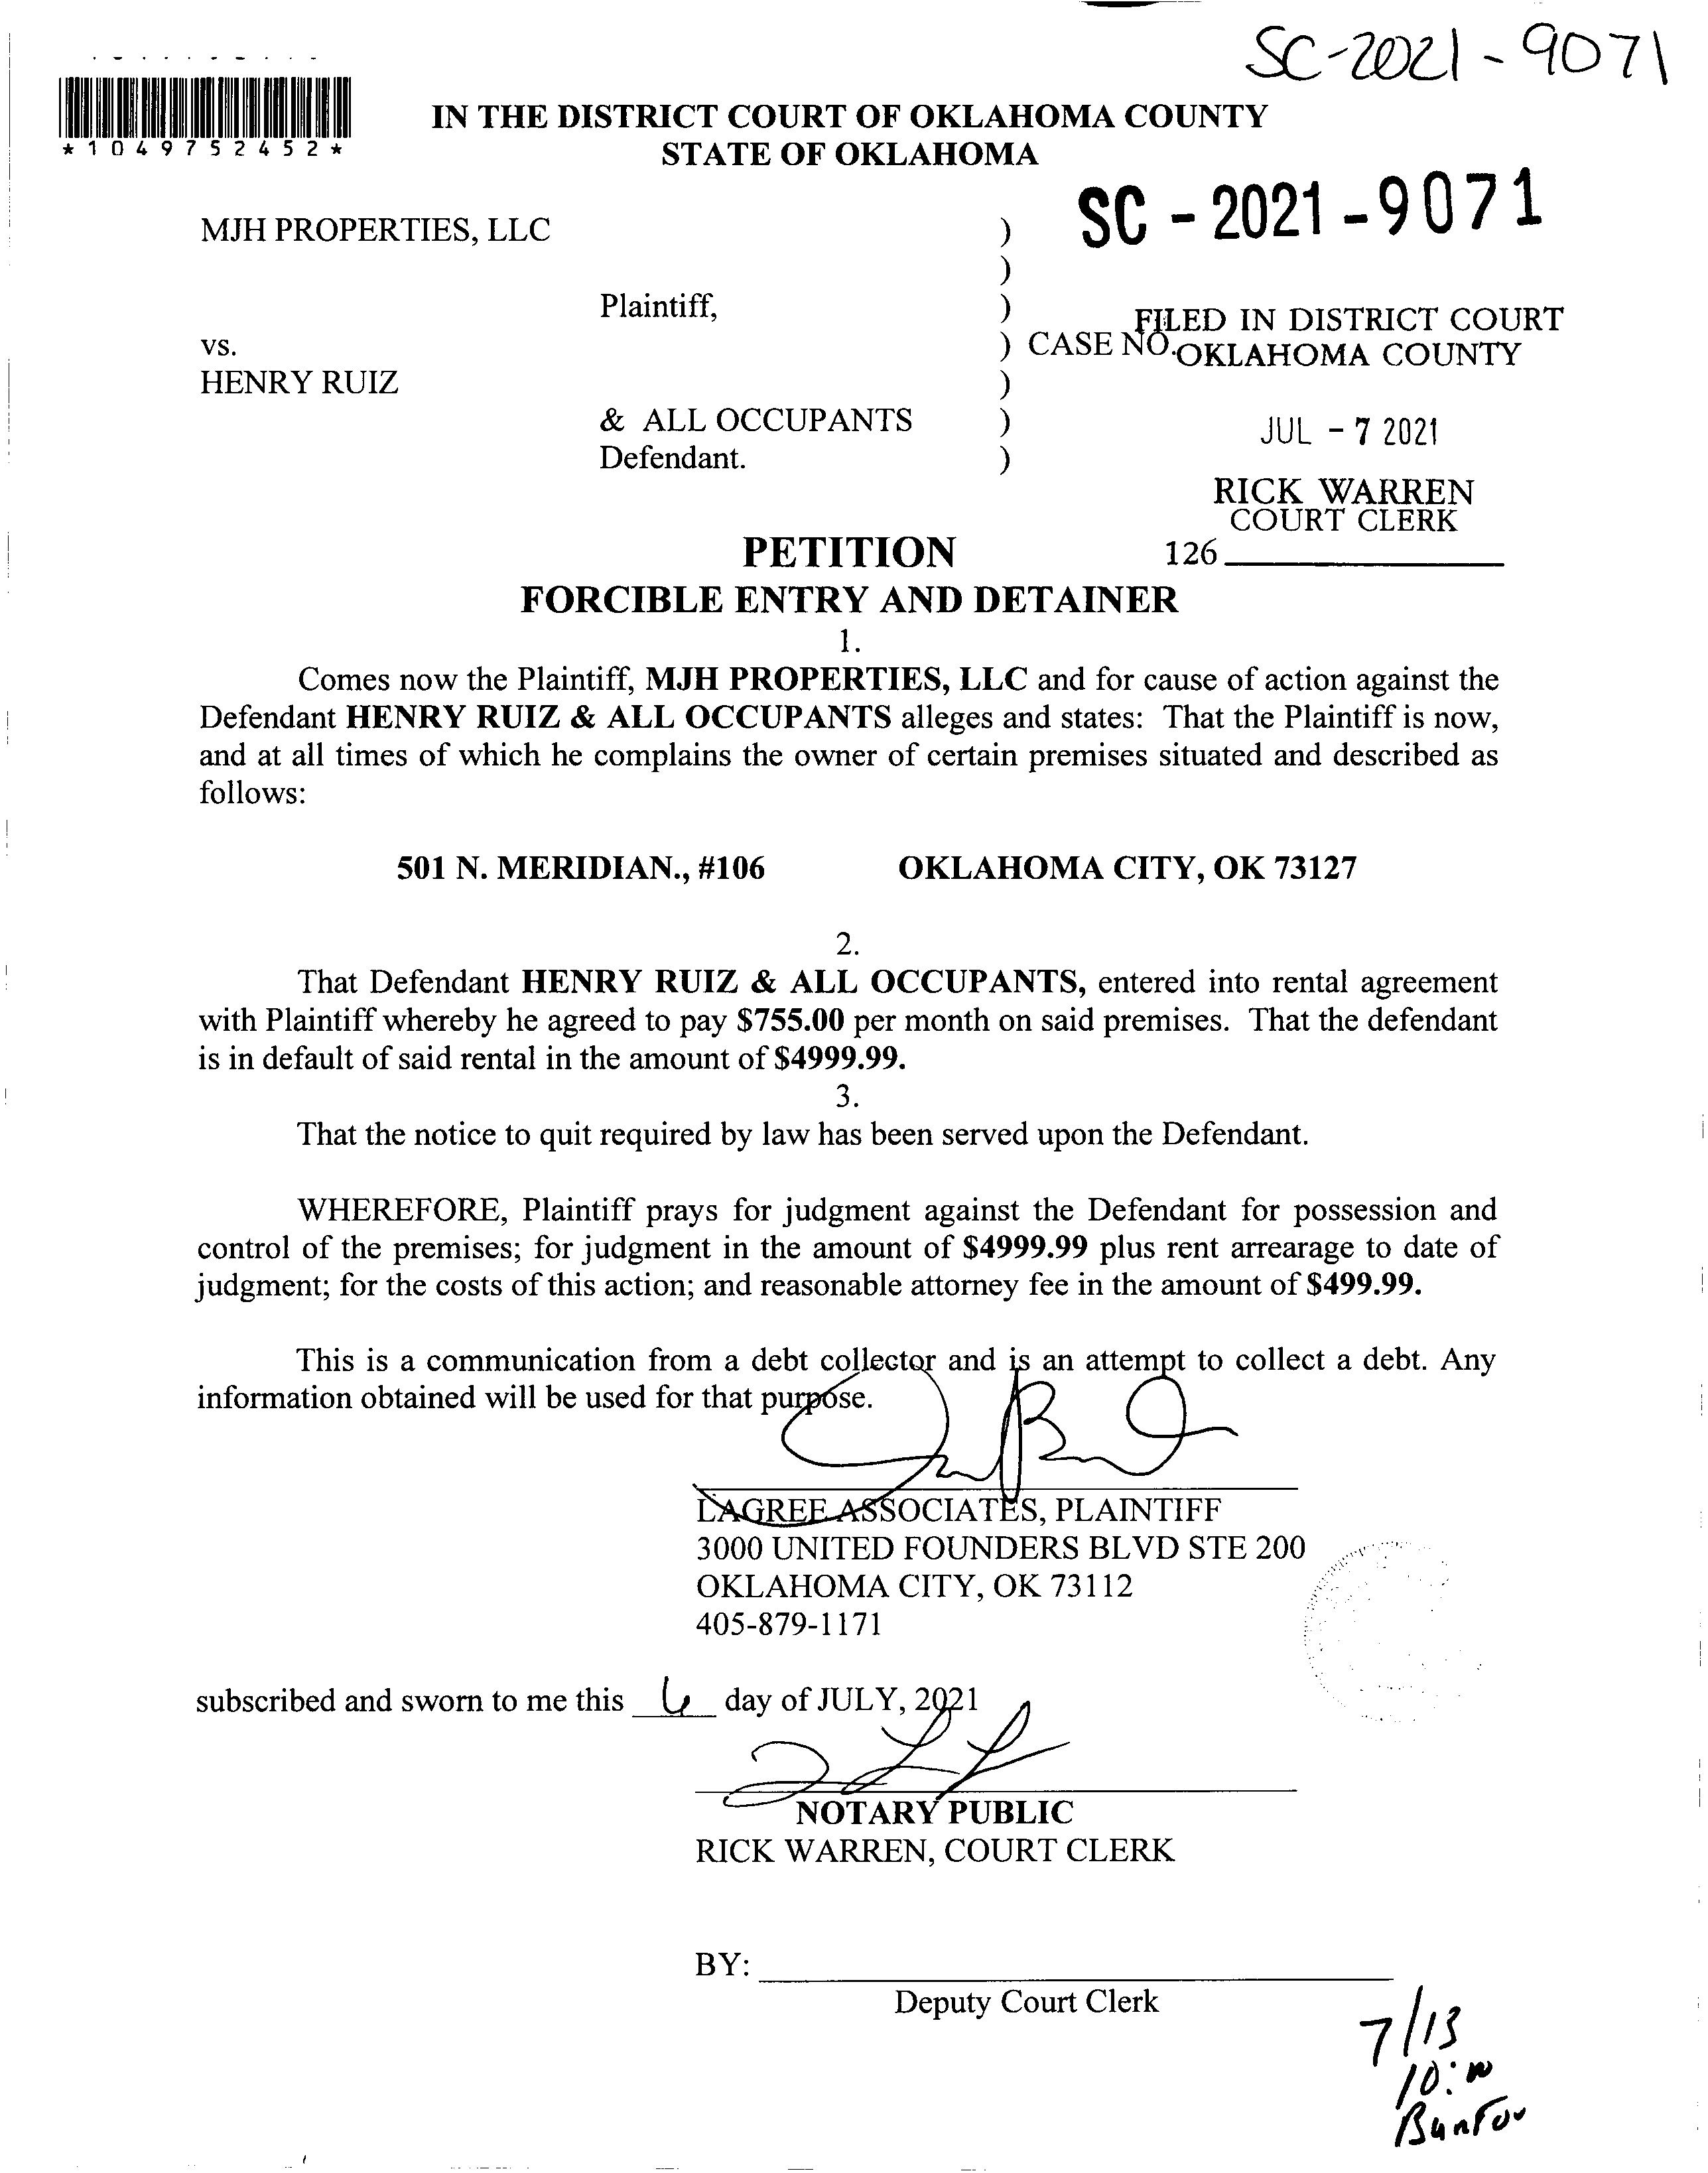 SC-2021-9071
*1049752452*
IN THE DISTRICT COURT OF OKLAHOMA COUNTY
STATE OF OKLAHOMA
SC-2021-9071
MJH PROPERTIES, LLC )
)
Plaintiff, )
FILED IN DISTRICT COURT
vs. ) CASE NO.
OKLAHOMA COUNTY
HENRY RUIZ )
& ALL OCCUPANTS )
JUL - 7 2021
Defendant. )
RICK WARREN
COURT CLERK
126
PETITION
FORCIBLE ENTRY AND DETAINER
1.
Comes now the Plaintiff, MJH PROPERTIES, LLC and for cause of action against the
Defendant HENRY RUIZ & ALL OCCUPANTS alleges and states: That the Plaintiff is now,
and at all times of which he complains the owner of certain premises situated and described as
follows:
501 N. MERIDIAN., #106 OKLAHOMA CITY, OK 73127
2.
That Defendant HENRY RUIZ & ALL OCCUPANTS, entered into rental agreement
with Plaintiff whereby he agreed to pay $755.00 per month on said premises. That the defendant
is in default of said rental in the amount of $4999.99.
3.
That the notice to quit required by law has been served upon the Defendant.
WHEREFORE, Plaintiff prays for judgment against the Defendant for possession and
control of the premises; for judgment in the amount of $4999.99 plus rent arrearage to date of
judgment; for the costs of this action; and reasonable attorney fee in the amount of $499.99.
This is a communication from a debt collector and is an attempt to collect a debt. Any
information obtained will be used for that purpose.
LAGREE ASSOCIATES, PLAINTIFF
3000 UNITED FOUNDERS BLVD STE 200
OKLAHOMA CITY, OK 73112
405-879-1171
subscribed and sworn to me this 6 day of JULY, 2021
NOTARY PUBLIC
RICK WARREN, COURT CLERK
BY:
Deputy Court Clerk
7/13